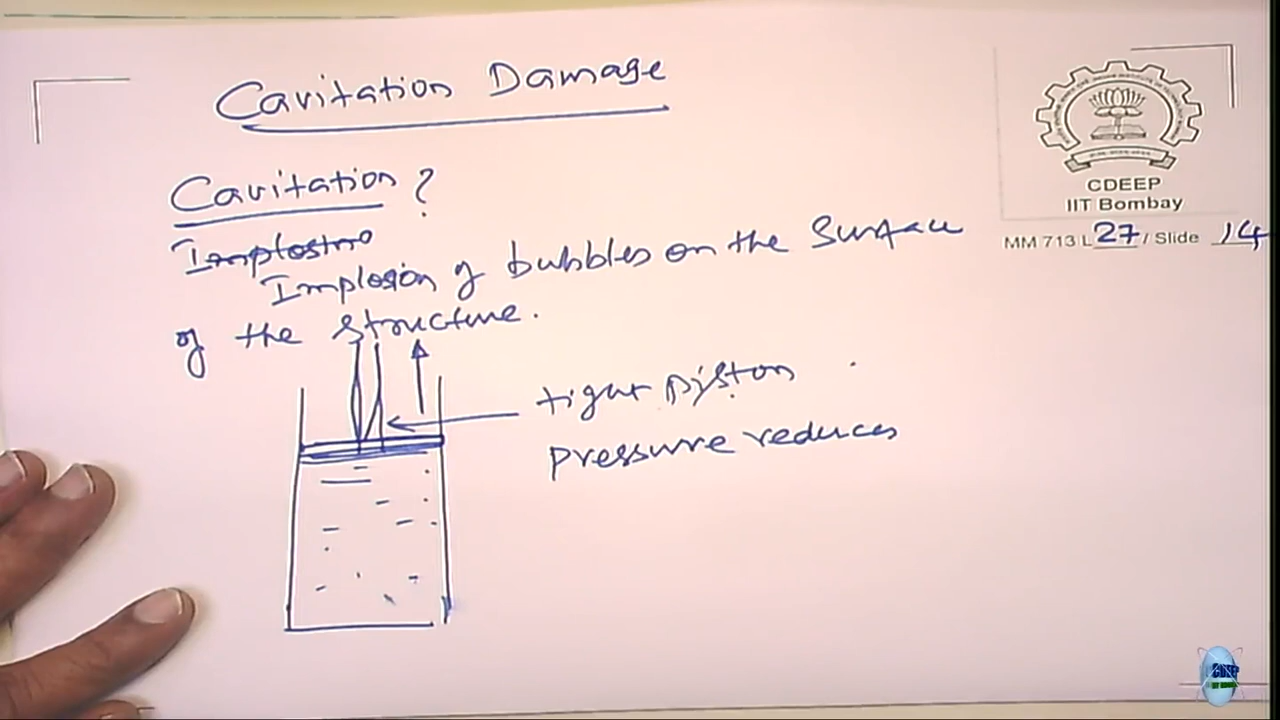 Cavitation Damage
Cavitation ?
Implosino
Implosion of bubbles on the surface
of the structure.
tight piston
pressure reduces
CDEEP
IIT Bombay
MM 713 L 27 / Slide 14